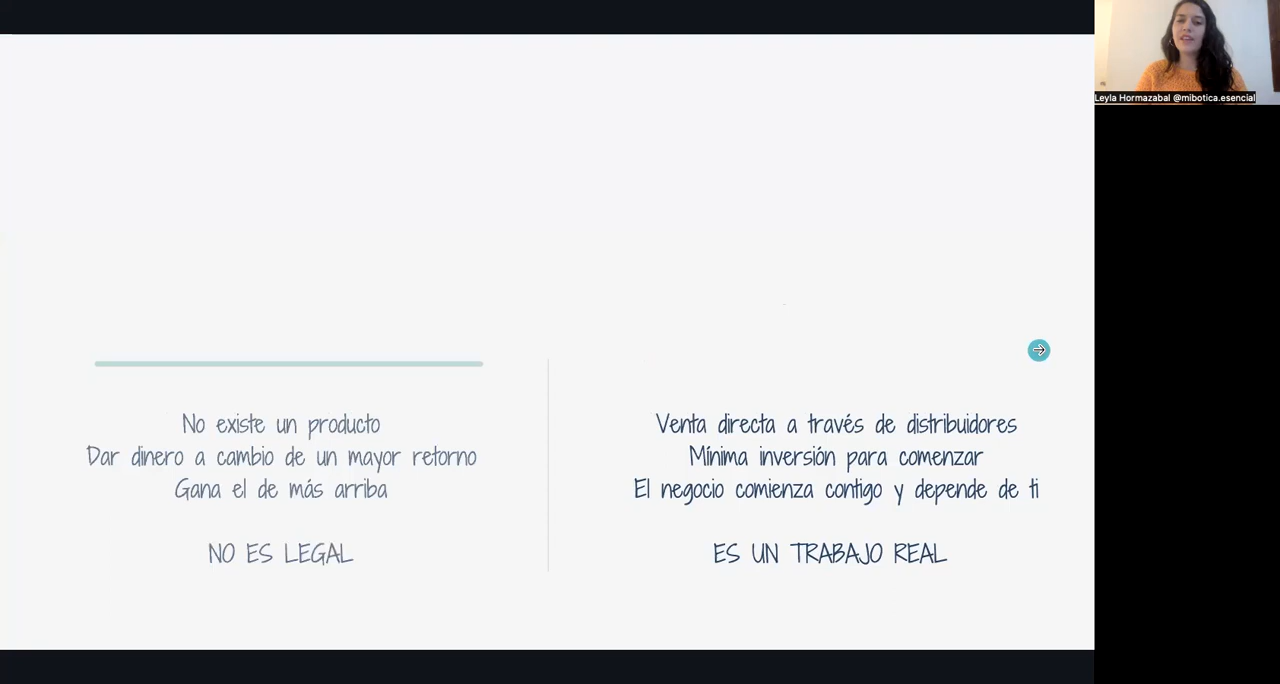 Leyla Hormazabal @mibotica.esencial
No existe un producto
Dar dinero a cambio de un mayor retorno
Gana el de más arriba
NO ES LEGAL
Venta directa a través de distribuidores
Mínima inversión para comenzar
El negocio comienza contigo y depende de ti
ES UN TRABAJO REAL